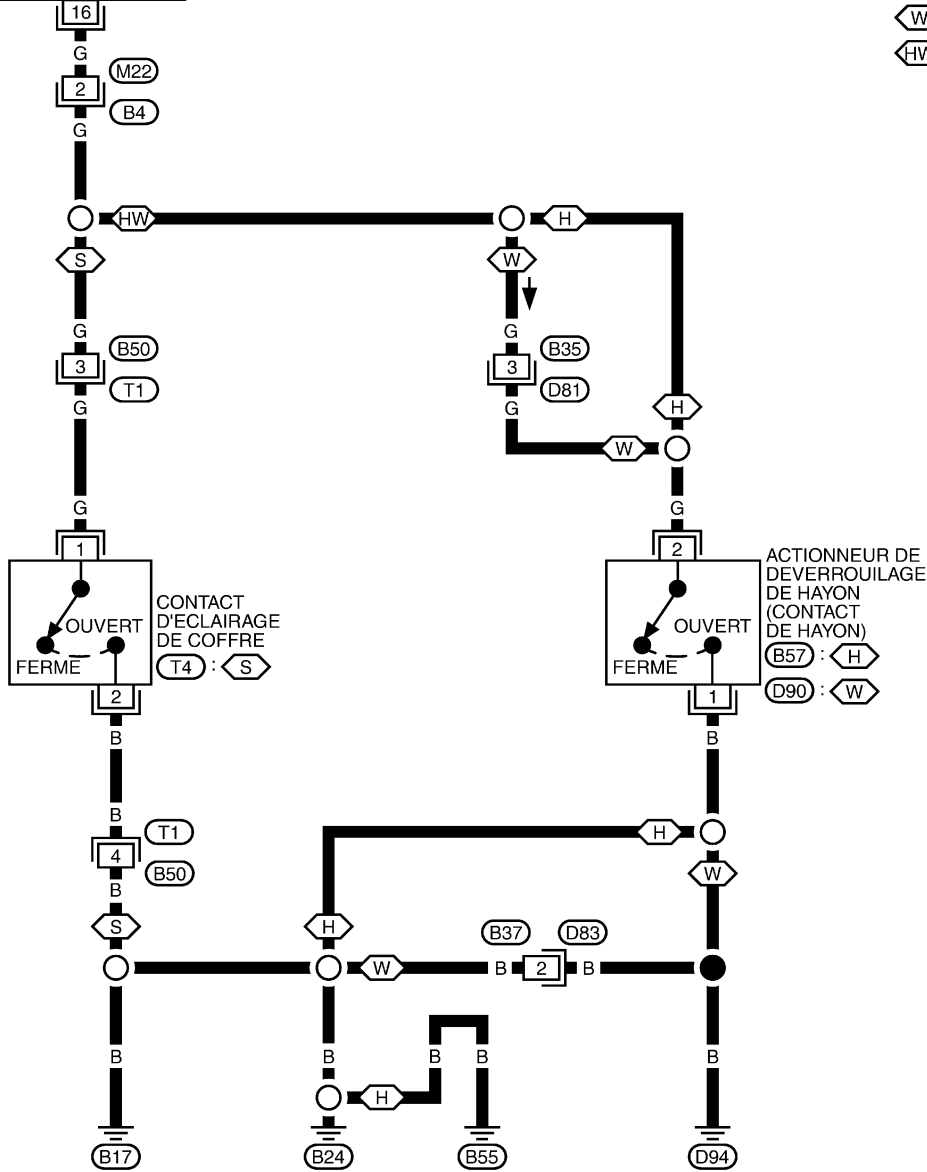 16
W
G
HW
M22
2
B4
G
HW
H
S
W
G
G
B50
B35
3
3
T1
D81
G
G
H
W
G
G
1
2
ACTIONNEUR DE
DEVERROUILAGE
DE HAYON
(CONTACT
DE HAYON)
CONTACT
D'ECLAIRAGE
DE COFFRE
OUVERT
OUVERT
FERME
FERME
T4 : S
B57 : H
D90 : W
2
1
B
B
B
T1
H
4
B50
W
B
S
H
B37
D83
W
B
2
B
B
B
B
B
B
H
B17
B24
B55
D94